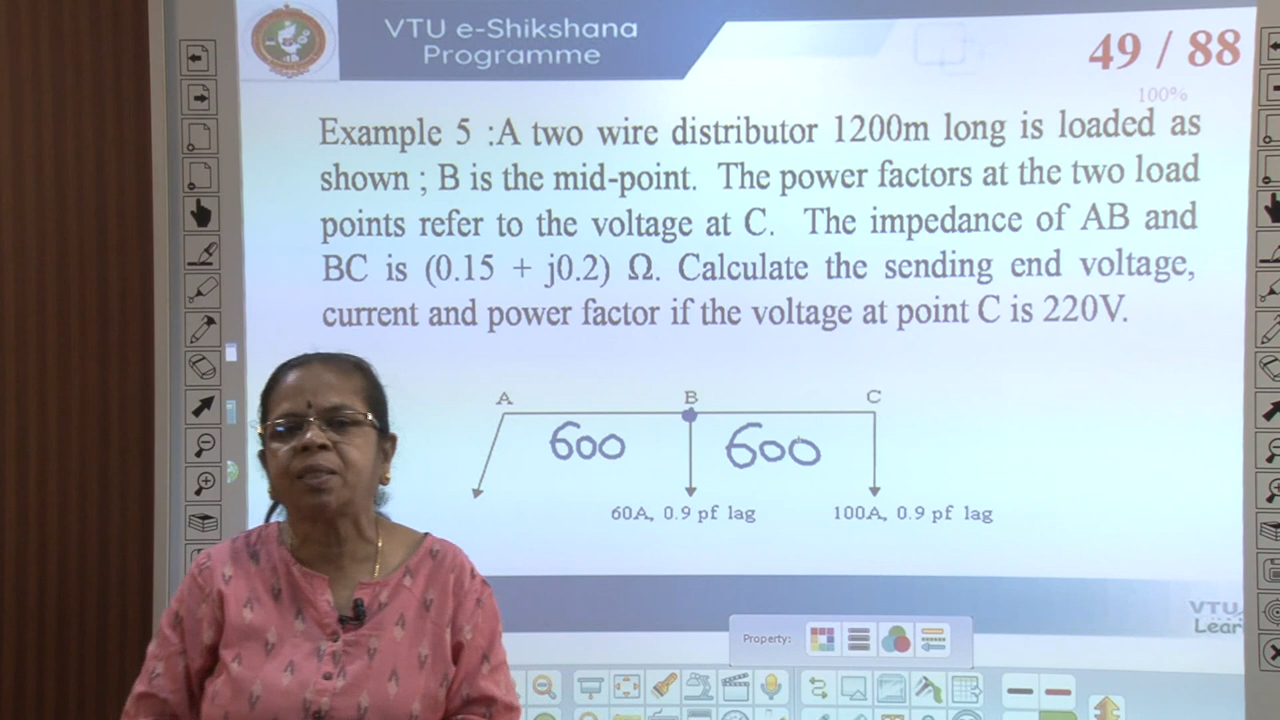 VTU e-Shikshana
Programme
49 / 88
100%
Example 5 :A two wire distributor 1200m long is loaded as
shown ; B is the mid-point. The power factors at the two load
points refer to the voltage at C. The impedance of AB and
BC is (0.15 + j0.2) Ω. Calculate the sending end voltage,
current and power factor if the voltage at point C is 220V.
A B C
600 600
60A, 0.9 pf lag 100A, 0.9 pf lag
VTU
Lear
Property: